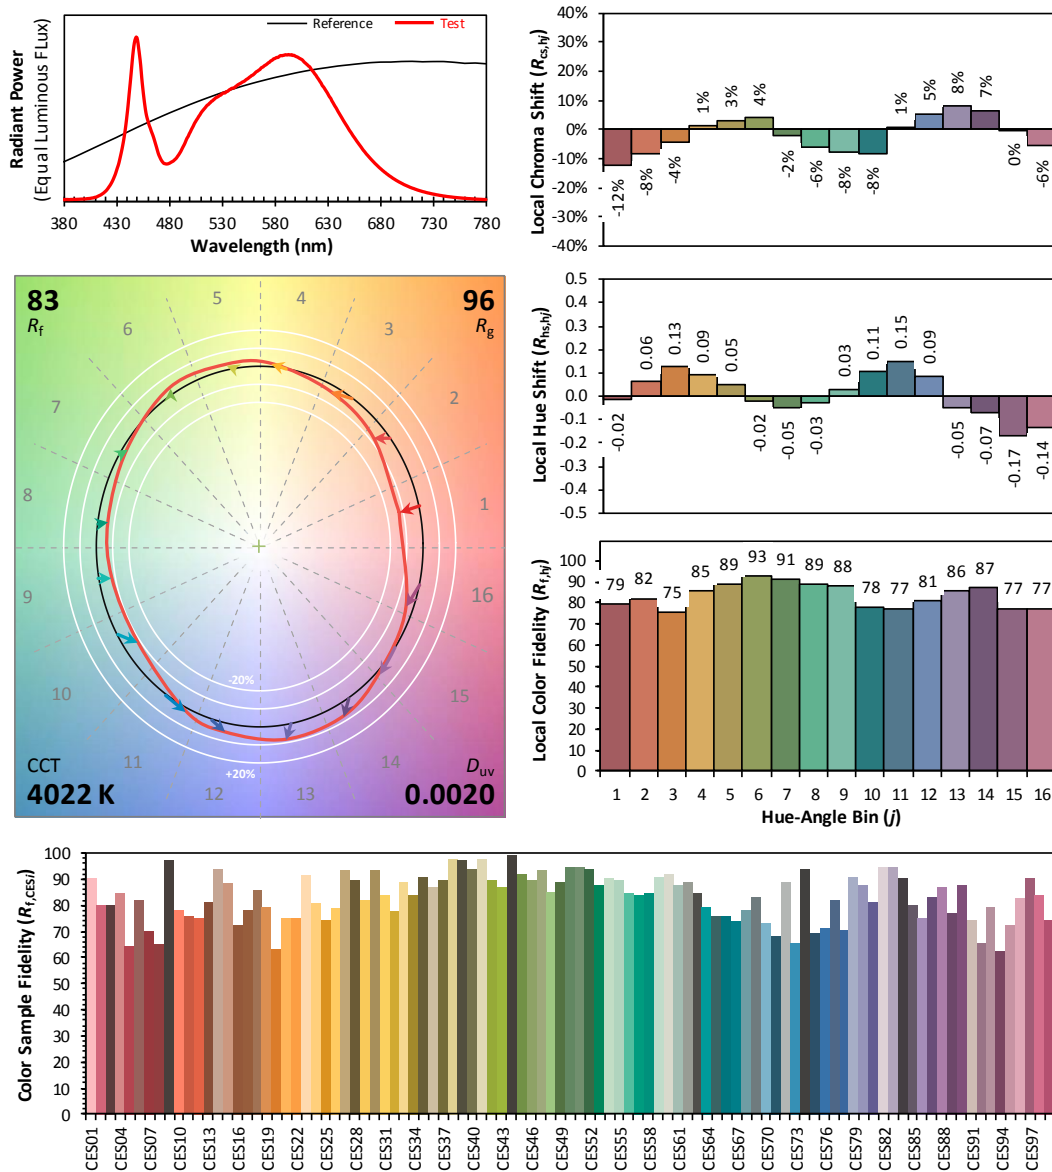 Radiant Power
(Equal Luminous FLux)
Reference
Test
380 430 480 530 580 630 680 730 780
Wavelength (nm)
Local Chroma Shift (Rcs,hj)
40%
30%
20%
10%
0%
-10%
-20%
-30%
-40%
-12% -8% -4% 1% 3% 4% -2% -6% -8% -8% 1% 5% 8% 7% 0% -6%
83
Rf
96
Rg
5 4
6 3
7 2
8 1
9 16
10 15
11 14
12 13
-20%
+20%
CCT
4022 K
Duv
0.0020
Local Hue Shift (Rhs,hj)
0.5
0.4
0.3
0.2
0.1
0.0
-0.1
-0.2
-0.3
-0.4
-0.5
-0.02 0.06 0.13 0.09 0.05 -0.02 -0.05 -0.03 0.03 0.11 0.15 0.09 -0.05 -0.07 -0.17 -0.14
Local Color Fidelity (Rf,hj)
100
90
80
70
60
50
40
30
20
10
0
79 82 75 85 89 93 91 89 88 78 77 81 86 87 77 77
1 2 3 4 5 6 7 8 9 10 11 12 13 14 15 16
Hue-Angle Bin (j)
Color Sample Fidelity (Rf,CESi)
100
90
80
70
60
50
40
30
20
10
0
CES01 CES04 CES07 CES10 CES13 CES16 CES19 CES22 CES25 CES28 CES31 CES34 CES37 CES40 CES43 CES46 CES49 CES52 CES55 CES58 CES61 CES64 CES67 CES70 CES73 CES76 CES79 CES82 CES85 CES88 CES91 CES94 CES97